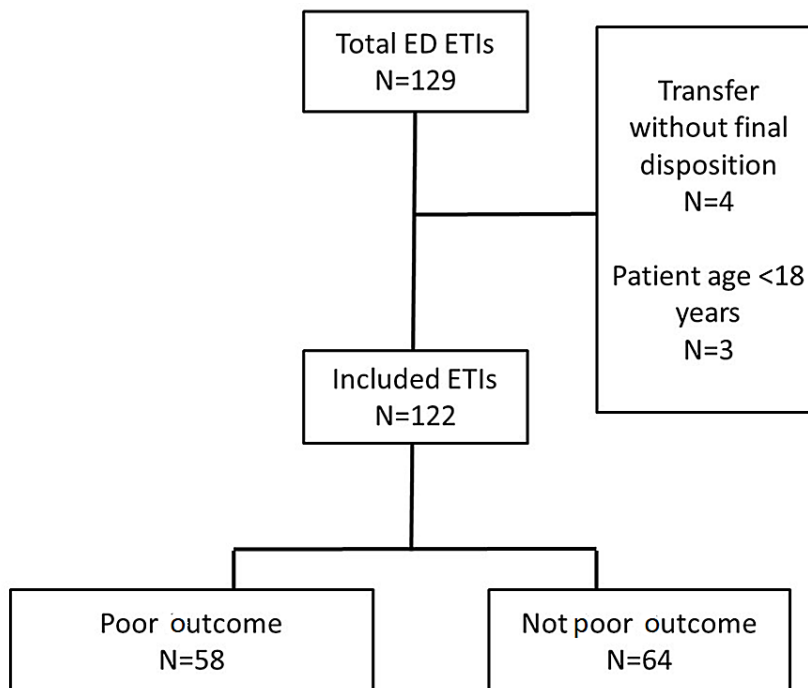 Total ED ETIs
N=129
Transfer
without final
disposition
N=4
Patient age <18
years
N=3
Included ETIs
N=122
Poor outcome
N=58
Not poor outcome
N=64